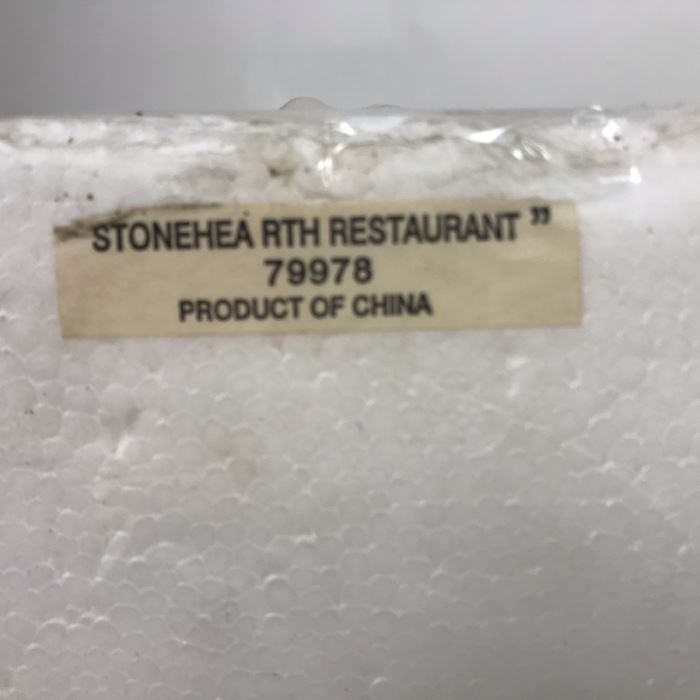 STONEHEA RTH RESTAURANT ”
79978
PRODUCT OF CHINA